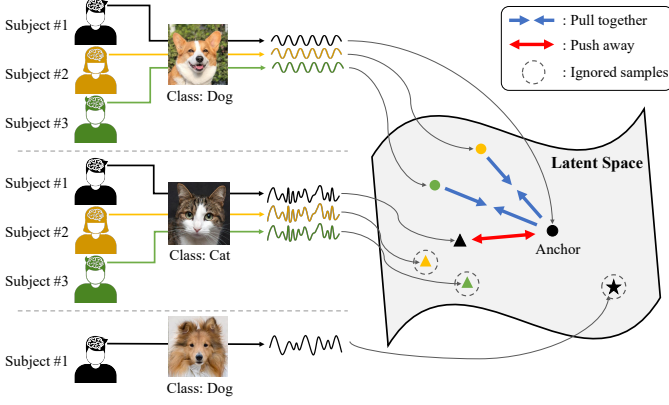 Subject #1
Subject #2
Subject #3
Class: Dog
: Pull together
: Push away
: Ignored samples
Latent Space
Anchor
Subject #1
Subject #2
Subject #3
Class: Cat
Subject #1
Class: Dog